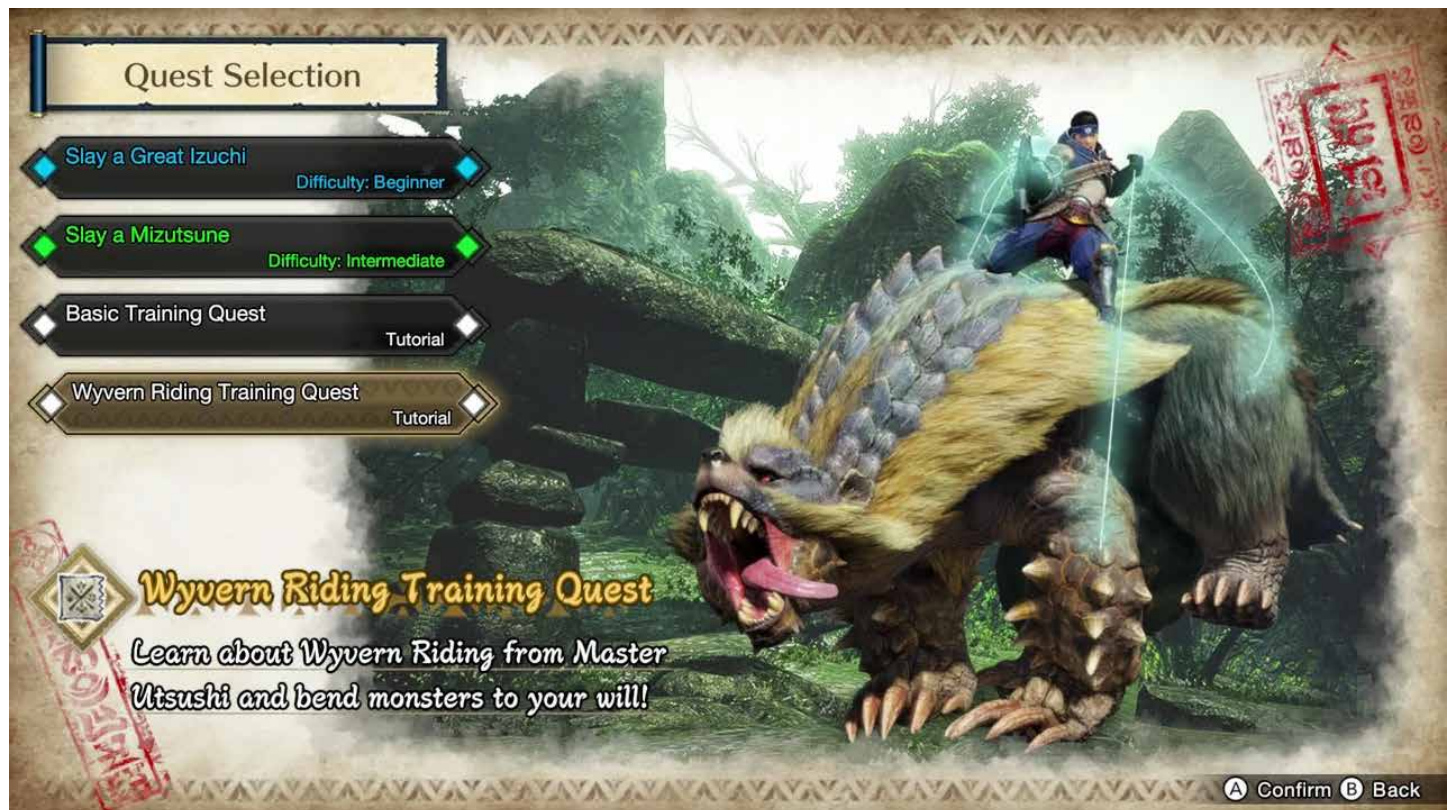 Quest Selection
Slay a Great Izuchi
Difficulty: Beginner
Slay a Mizutsune
Difficulty: Intermediate
Basic Training Quest
Tutorial
Wyvern Riding Training Quest
Tutorial
Wyvern Riding Training Quest
Learn about Wyvern Riding from Master
Utsushi and bend monsters to your will!
A Confirm B Back